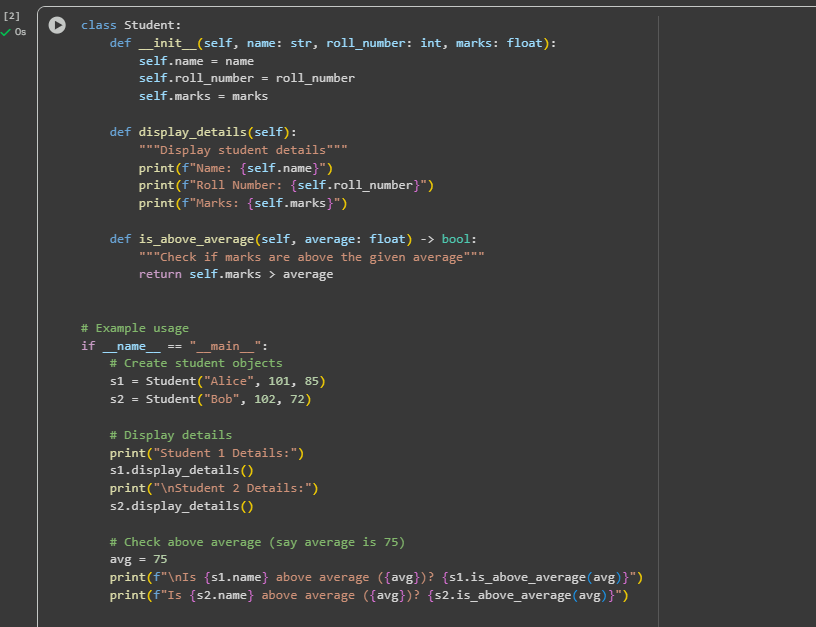 [2]
0s
class Student:
    def __init__(self, name: str, roll_number: int, marks: float):
        self.name = name
        self.roll_number = roll_number
        self.marks = marks

    def display_details(self):
        """Display student details"""
        print(f"Name: {self.name}")
        print(f"Roll Number: {self.roll_number}")
        print(f"Marks: {self.marks}")

    def is_above_average(self, average: float) -> bool:
        """Check if marks are above the given average"""
        return self.marks > average


# Example usage
if __name__ == "__main__":
    # Create student objects
    s1 = Student("Alice", 101, 85)
    s2 = Student("Bob", 102, 72)

    # Display details
    print("Student 1 Details:")
    s1.display_details()
    print("\nStudent 2 Details:")
    s2.display_details()

    # Check above average (say average is 75)
    avg = 75
    print(f"\nIs {s1.name} above average ({avg})? {s1.is_above_average(avg)}")
    print(f"Is {s2.name} above average ({avg})? {s2.is_above_average(avg)}")